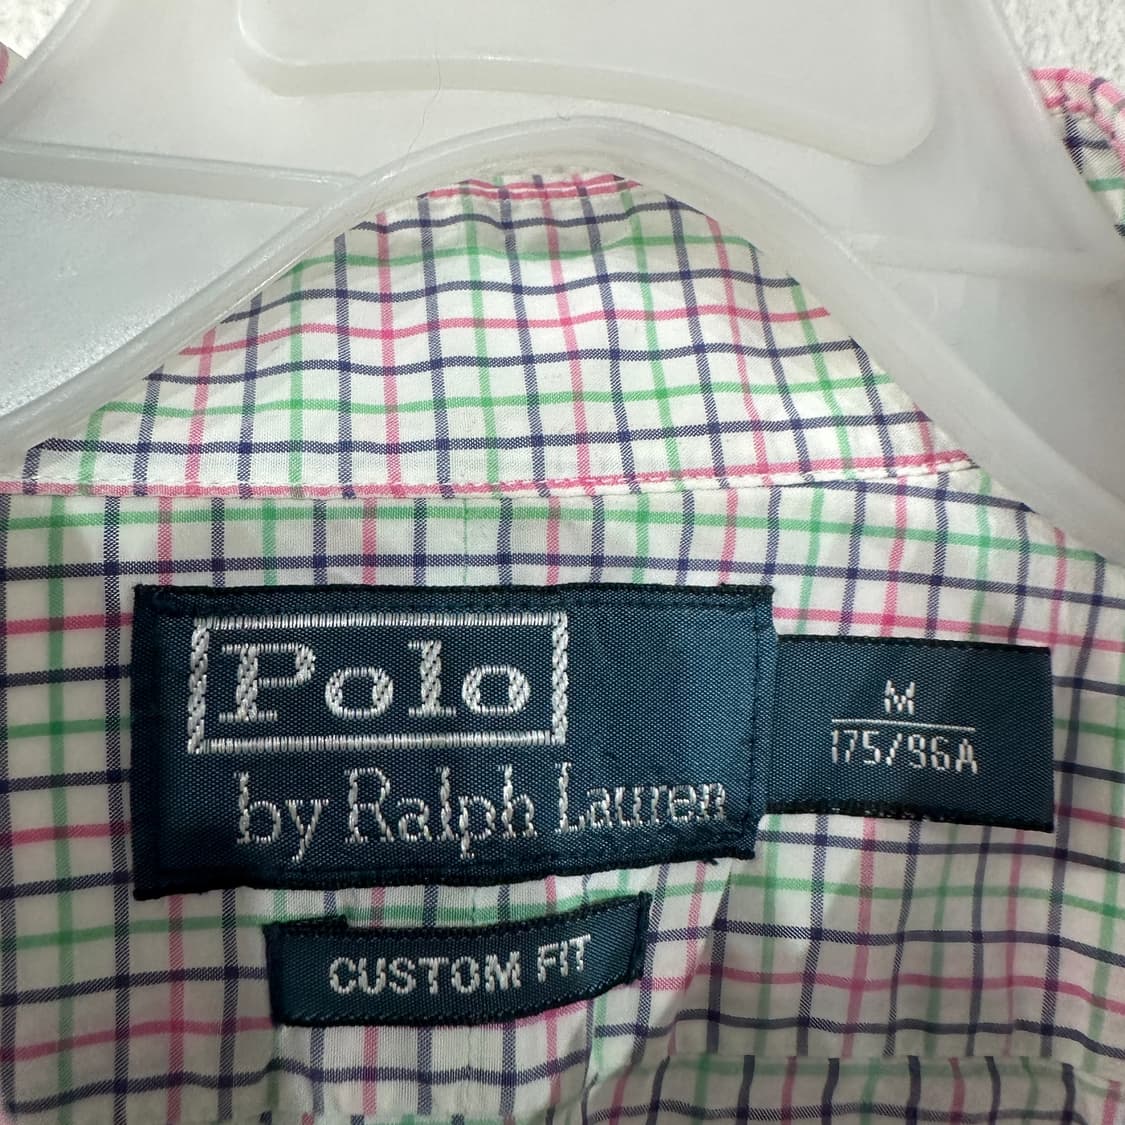 Polo
by Ralph Lauren
M
175/96A
CUSTOM FIT